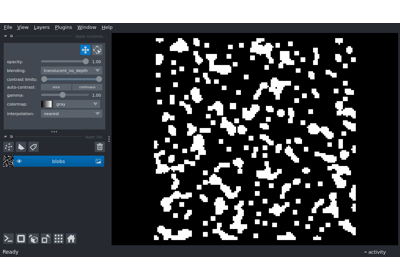 File View Layers Plugins Window Help
opacity: 1.00
blending: translucent_no_depth
contrast limits:
auto-contrast: once continuous
gamma: 1.00
colormap: gray
interpolation: nearest
blobs
Ready activity